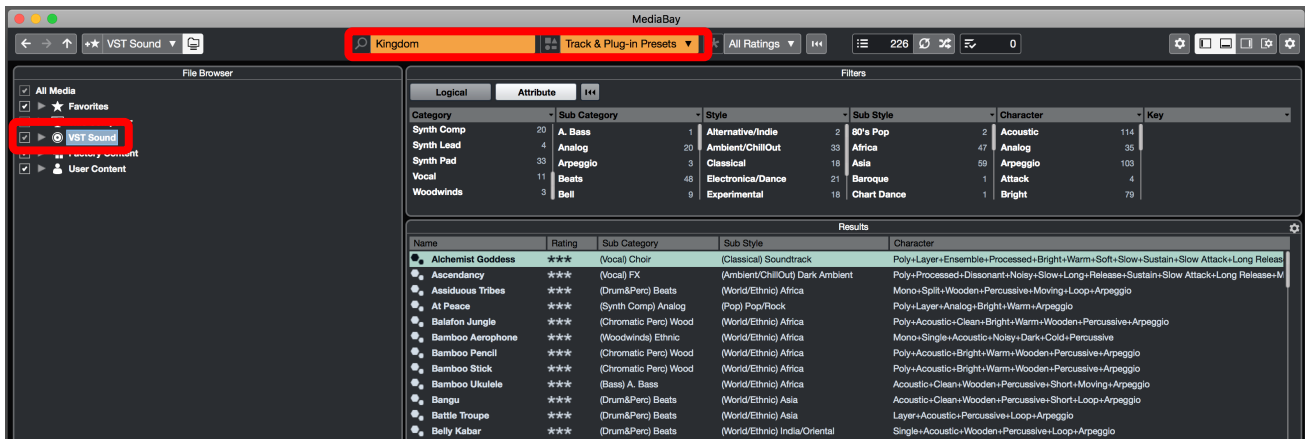 MediaBay
VST Sound
Kingdom
Track & Plug-in Presets
All Ratings
226
0
File Browser
All Media
Favorites
VST Sound
Factory Content
User Content
Filters
Logical Attribute
Category Sub Category Style Sub Style Character Key
Synth Comp 20 A. Bass 1 Alternative/Indie 2 80's Pop 2 Acoustic 114
Synth Lead 4 Analog 20 Ambient/ChillOut 33 Africa 47 Analog 35
Synth Pad 33 Arpeggio 3 Classical 18 Asia 59 Arpeggio 103
Vocal 11 Beats 48 Electronica/Dance 21 Baroque 1 Attack 4
Woodwinds 3 Bell 9 Experimental 18 Chart Dance 1 Bright 79
Results
Name Rating Sub Category Sub Style Character
Alchemist Goddess *** (Vocal) Choir (Classical) Soundtrack Poly+Layer+Ensemble+Processed+Bright+Warm+Soft+Slow+Sustain+Slow Attack+Long Releas
Ascendancy *** (Vocal) FX (Ambient/ChillOut) Dark Ambient Poly+Processed+Dissonant+Noisy+Slow+Long+Release+Sustain+Slow Attack+Long Release+M
Assiduous Tribes *** (Drum&Perc) Beats (World/Ethnic) Africa Mono+Split+Wooden+Percussive+Moving+Loop+Arpeggio
At Peace *** (Synth Comp) Analog (Pop) Pop/Rock Poly+Layer+Analog+Bright+Warm+Arpeggio
Balafon Jungle *** (Chromatic Perc) Wood (World/Ethnic) Africa Poly+Acoustic+Clean+Bright+Warm+Wooden+Percussive+Arpeggio
Bamboo Aerophone *** (Woodwinds) Ethnic (World/Ethnic) Africa Mono+Single+Acoustic+Noisy+Dark+Cold+Percussive
Bamboo Pencil *** (Chromatic Perc) Wood (World/Ethnic) Africa Poly+Acoustic+Bright+Warm+Wooden+Percussive+Arpeggio
Bamboo Stick *** (Chromatic Perc) Wood (World/Ethnic) Africa Poly+Acoustic+Bright+Warm+Wooden+Percussive+Arpeggio
Bamboo Ukulele *** (Bass) A. Bass (World/Ethnic) Africa Acoustic+Clean+Wooden+Percussive+Short+Moving+Arpeggio
Bangu *** (Drum&Perc) Beats (World/Ethnic) Asia Acoustic+Clean+Wooden+Percussive+Short+Loop+Arpeggio
Battle Troupe *** (Drum&Perc) Beats (World/Ethnic) Asia Layer+Acoustic+Percussive+Loop+Arpeggio
Belly Kabar *** (Drum&Perc) Beats (World/Ethnic) India/Oriental Single+Acoustic+Wooden+Percussive+Loop+Arpeggio